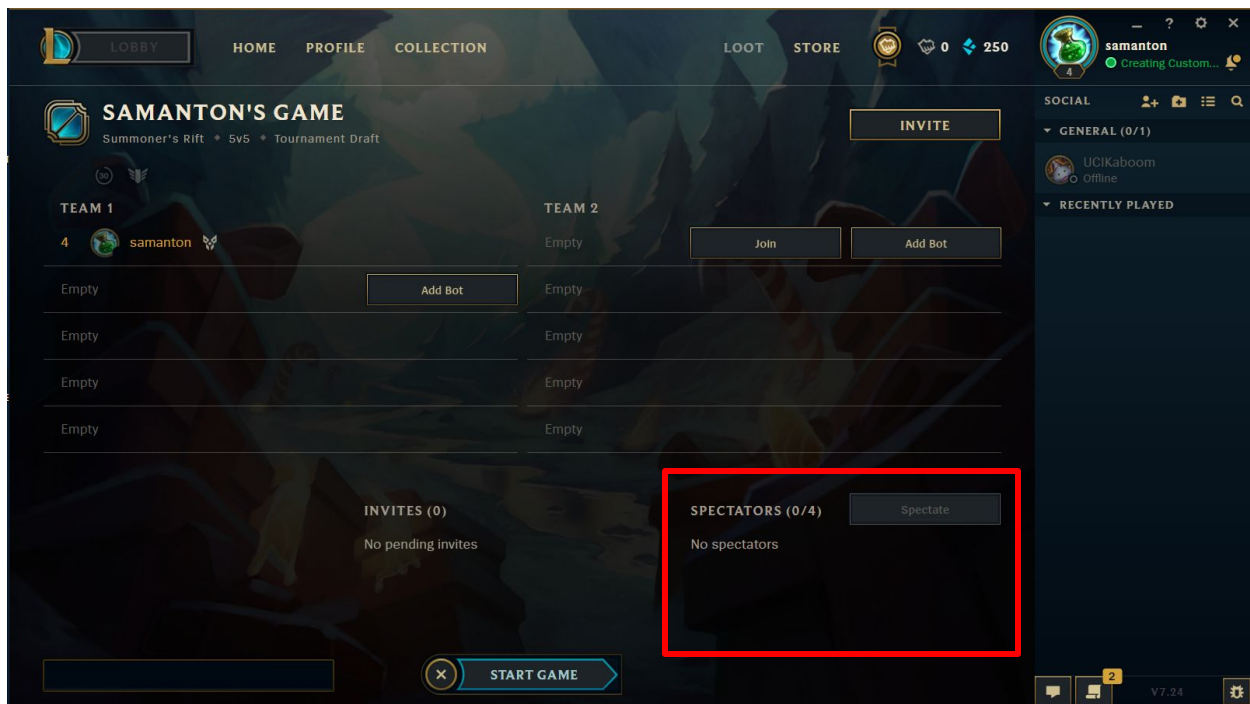 LOBBY HOME PROFILE COLLECTION LOOT STORE 0 250
samanton
4 Creating Custom...
SAMANTON'S GAME
Summoner's Rift • 5v5 • Tournament Draft
INVITE
30
TEAM 1 TEAM 2
4 samanton Empty Join Add Bot
Empty Add Bot Empty
Empty Empty
Empty Empty
Empty Empty
INVITES (0)
No pending invites
SPECTATORS (0/4) Spectate
No spectators
START GAME
SOCIAL
GENERAL (0/1)
UCIKaboom
Offline
RECENTLY PLAYED
2
V7.24